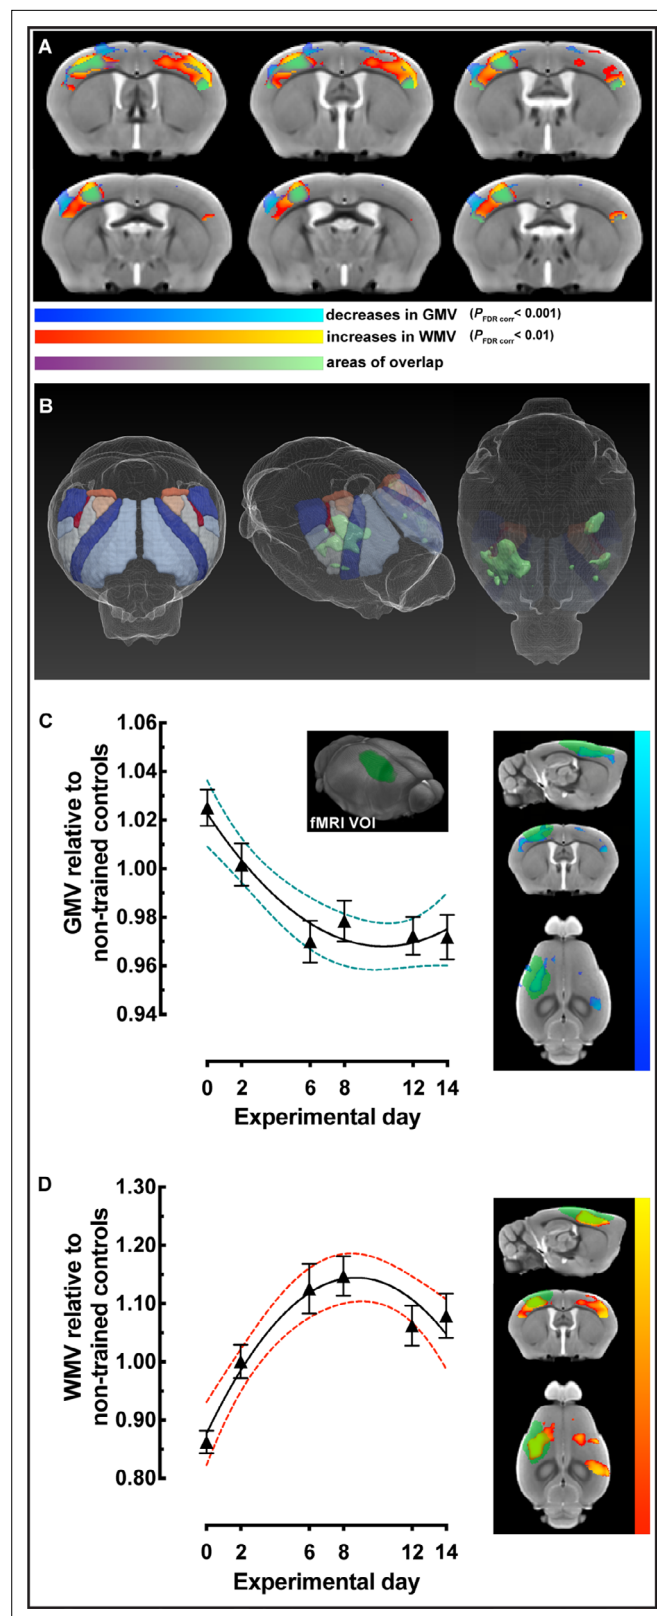 A
decreases in GMV (P FDR corr < 0.001)
increases in WMV (P FDR corr < 0.01)
areas of overlap
B
C
1.06
1.04
1.02
1.00
0.98
0.96
0.94
GMV relative to
non-trained controls
fMRI VOI
0 2 6 8 12 14
Experimental day
D
1.30
1.20
1.10
1.00
0.90
0.80
WMV relative to
non-trained controls
0 2 6 8 12 14
Experimental day